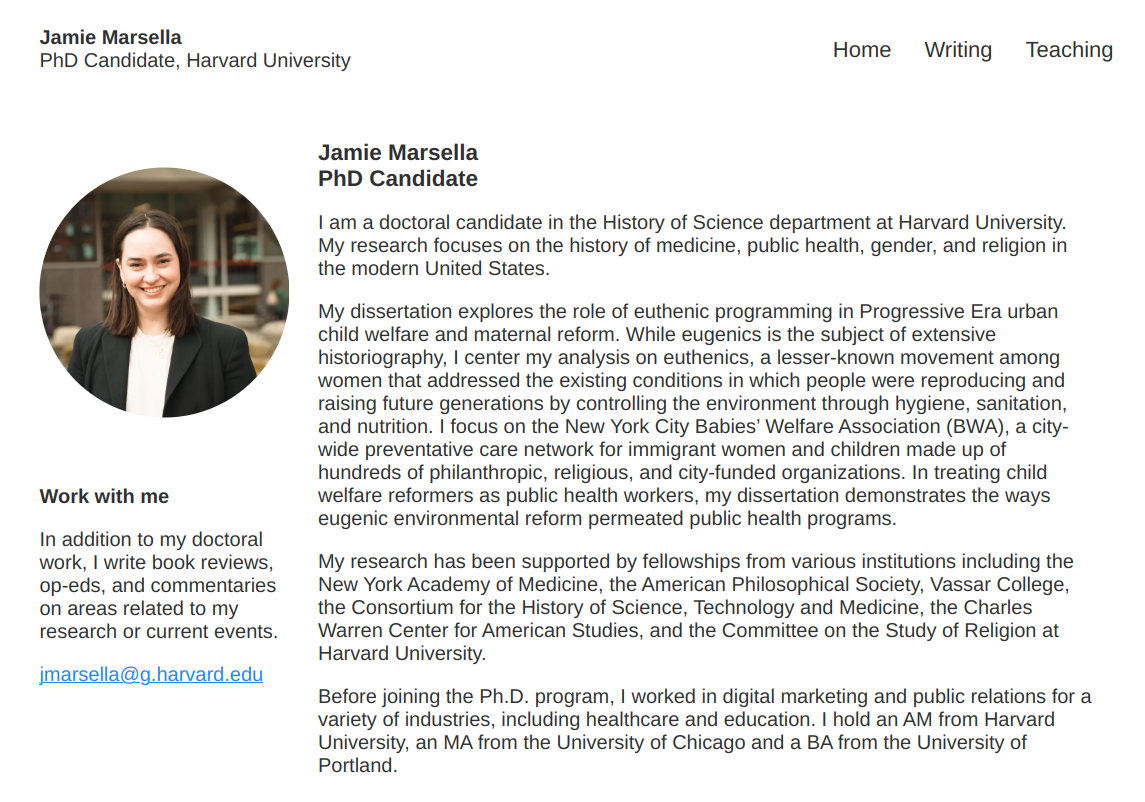 Jamie Marsella
PhD Candidate, Harvard University
Home Writing Teaching
Jamie Marsella
PhD Candidate
I am a doctoral candidate in the History of Science department at Harvard University.
My research focuses on the history of medicine, public health, gender, and religion in
the modern United States.
My dissertation explores the role of euthenic programming in Progressive Era urban
child welfare and maternal reform. While eugenics is the subject of extensive
historiography, I center my analysis on euthenics, a lesser-known movement among
women that addressed the existing conditions in which people were reproducing and
raising future generations by controlling the environment through hygiene, sanitation,
and nutrition. I focus on the New York City Babies’ Welfare Association (BWA), a city-
wide preventative care network for immigrant women and children made up of
hundreds of philanthropic, religious, and city-funded organizations. In treating child
welfare reformers as public health workers, my dissertation demonstrates the ways
eugenic environmental reform permeated public health programs.
My research has been supported by fellowships from various institutions including the
New York Academy of Medicine, the American Philosophical Society, Vassar College,
the Consortium for the History of Science, Technology and Medicine, the Charles
Warren Center for American Studies, and the Committee on the Study of Religion at
Harvard University.
Before joining the Ph.D. program, I worked in digital marketing and public relations for a
variety of industries, including healthcare and education. I hold an AM from Harvard
University, an MA from the University of Chicago and a BA from the University of
Portland.
Work with me
In addition to my doctoral
work, I write book reviews,
op-eds, and commentaries
on areas related to my
research or current events.
jmarsella@g.harvard.edu